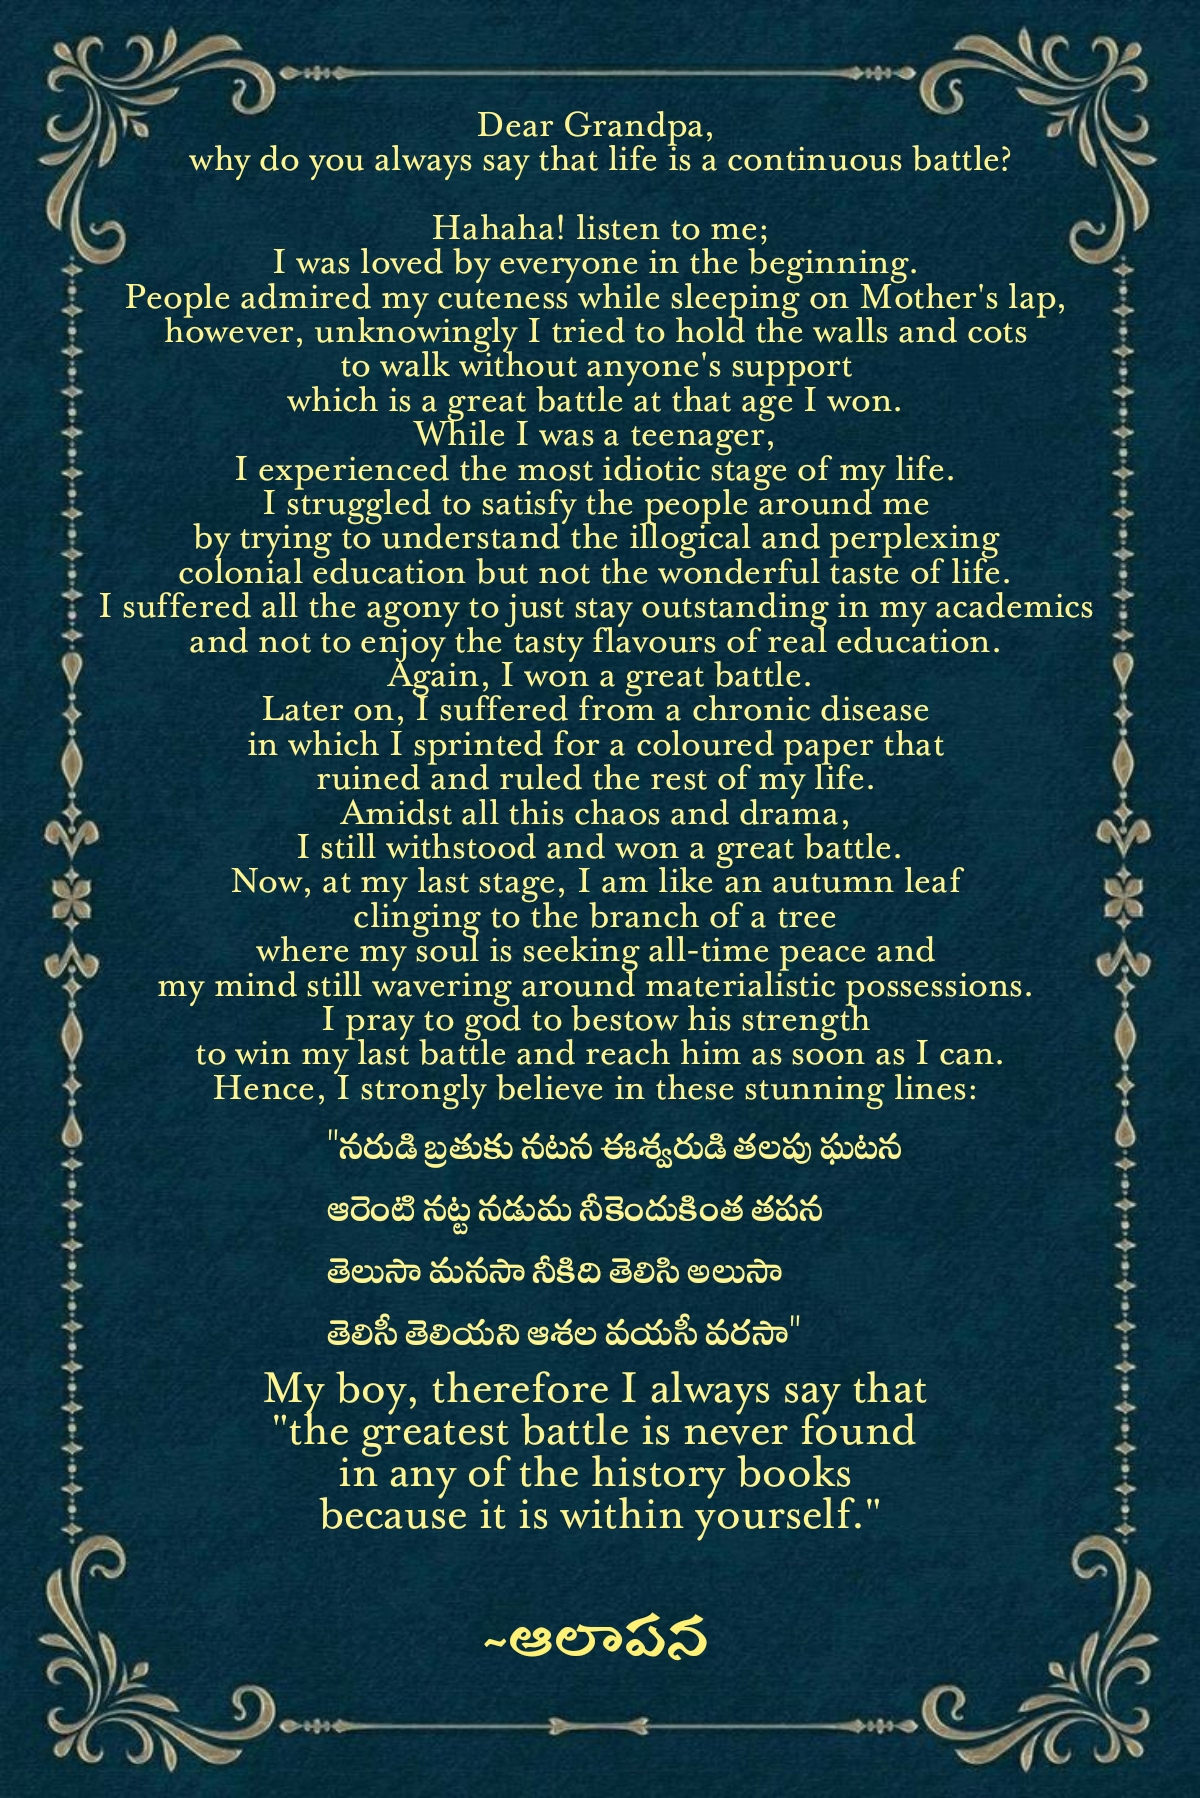 Dear Grandpa,
why do you always say that life is a continuous battle?
Hahaha! listen to me;
I was loved by everyone in the beginning.
People admired my cuteness while sleeping on Mother's lap,
however, unknowingly I tried to hold the walls and cots
to walk without anyone's support
which is a great battle at that age I won.
While I was a teenager,
I experienced the most idiotic stage of my life.
I struggled to satisfy the people around me
by trying to understand the illogical and perplexing
colonial education but not the wonderful taste of life.
I suffered all the agony to just stay outstanding in my academics
and not to enjoy the tasty flavours of real education.
Again, I won a great battle.
Later on, I suffered from a chronic disease
in which I sprinted for a coloured paper that
ruined and ruled the rest of my life.
Amidst all this chaos and drama,
I still withstood and won a great battle.
Now, at my last stage, I am like an autumn leaf
clinging to the branch of a tree
where my soul is seeking all-time peace and
my mind still wavering around materialistic possessions.
I pray to god to bestow his strength
to win my last battle and reach him as soon as I can.
Hence, I strongly believe in these stunning lines:
"నరుడి బ్రతుకు నటన ఈశ్వరుడి తలపు ఘటన
ఆరెంటి నట్ట నడుమ నీకెందుకింత తపన
తెలుసా మనసా నీకిది తెలిసి అలుసా
తెలిసీ తెలియని ఆశల వయసీ వరసా"
My boy, therefore I always say that
"the greatest battle is never found
in any of the history books
because it is within yourself."
~ఆలాపన